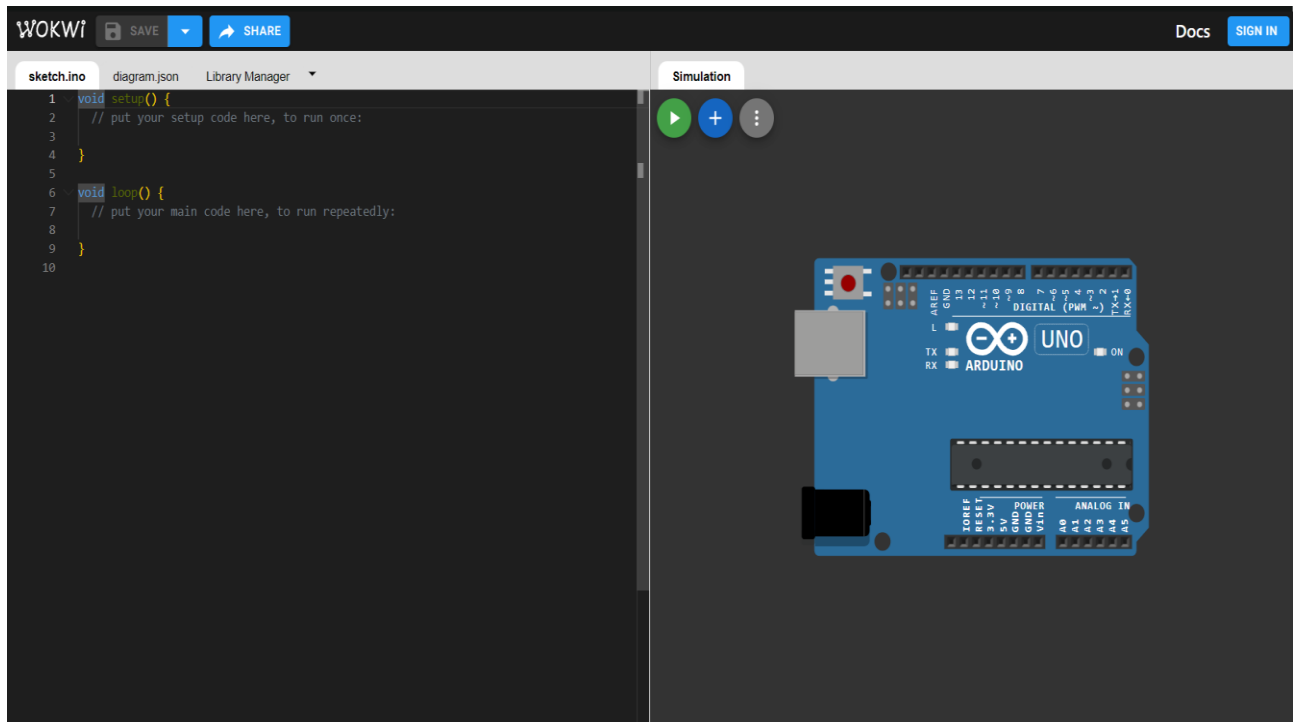 WOKWI SAVE SHARE Docs SIGN IN
sketch.ino diagram.json Library Manager
Simulation
1 void setup() {
2 // put your setup code here, to run once:
3
4 }
5
6 void loop() {
7 // put your main code here, to run repeatedly:
8
9 }
10
AREF GND 13 12 ~11 ~10 ~9 8 7 ~6 ~5 4 ~3 2 TX→1 RX←0
DIGITAL (PWM ~)
L
TX
RX
UNO
ON
ARDUINO
POWER
ANALOG IN
IOREF RESET 3.3V 5V GND GND Vin A0 A1 A2 A3 A4 A5